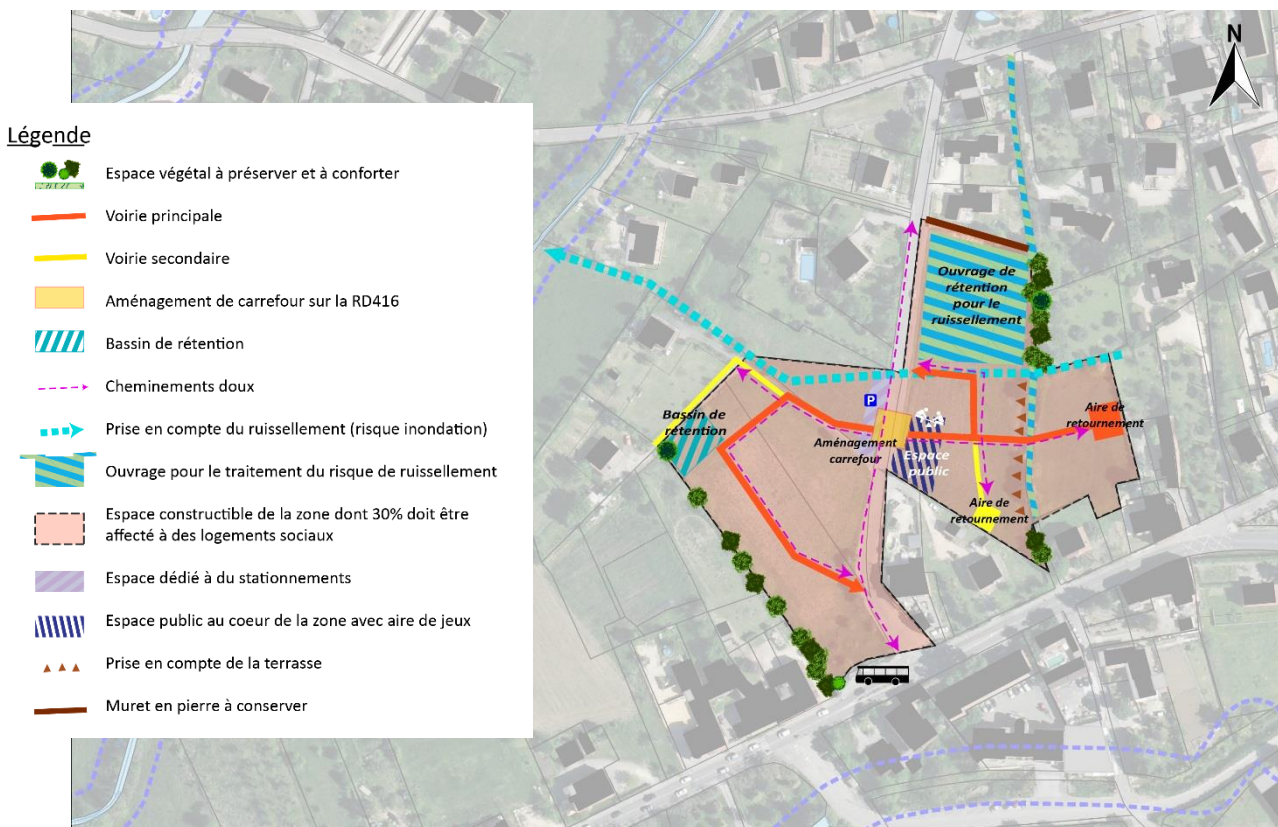 Légende
Espace végétal à préserver et à conforter
Voirie principale
Voirie secondaire
Aménagement de carrefour sur la RD416
Bassin de rétention
Cheminements doux
Prise en compte du ruissellement (risque inondation)
Ouvrage pour le traitement du risque de ruissellement
Espace constructible de la zone dont 30% doit être
affecté à des logements sociaux
Espace dédié à du stationnements
Espace public au coeur de la zone avec aire de jeux
Prise en compte de la terrasse
Muret en pierre à conserver
N
Ouvrage de
rétention
pour le
ruissellement
P
Bassin de
rétention
Aménagement
carrefour
Espace
public
Aire de
retournement
Aire de
retournement